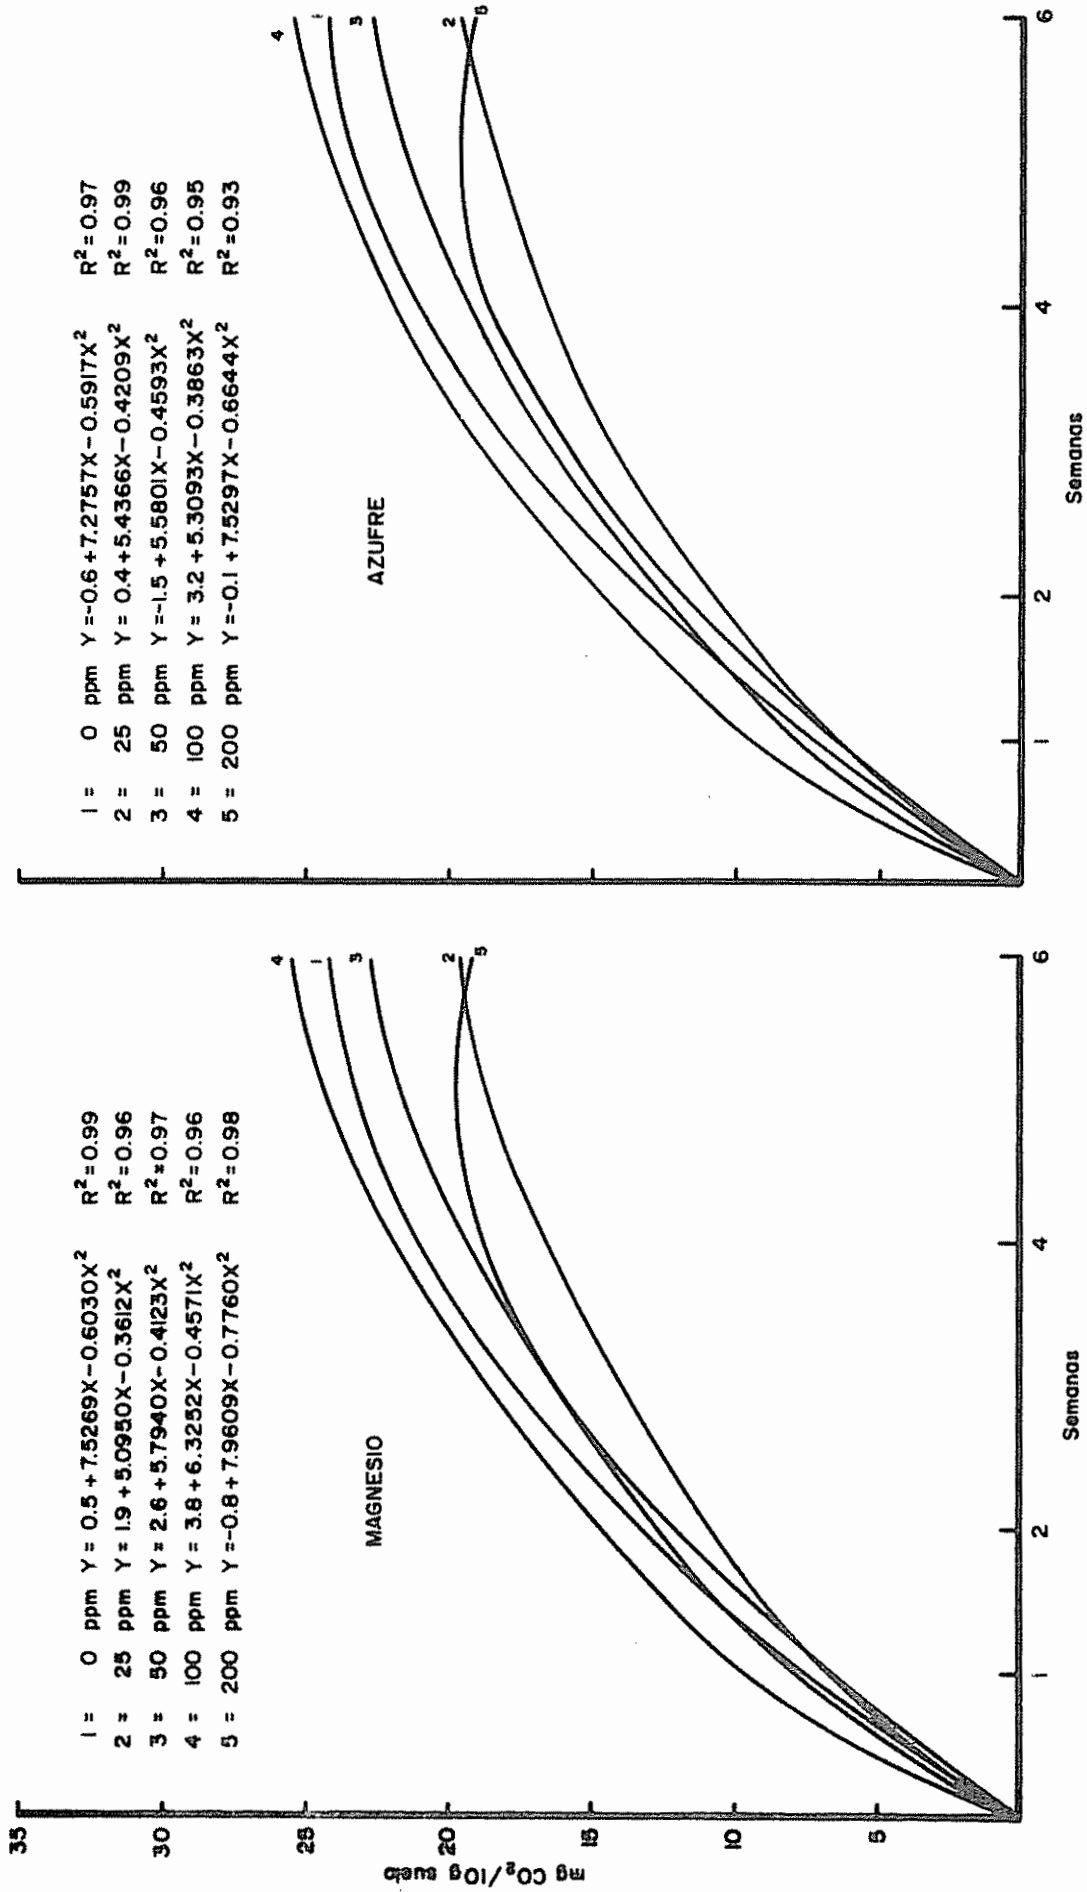 1 = 0 ppm Y = 0.5 + 7.5269X - 0.6030X² R² = 0.99
2 = 25 ppm Y = 1.9 + 5.0950X - 0.3612X² R² = 0.96
3 = 50 ppm Y = 2.6 + 5.7940X - 0.4123X² R² = 0.97
4 = 100 ppm Y = 3.8 + 6.3252X - 0.4571X² R² = 0.96
5 = 200 ppm Y = -0.8 + 7.9609X - 0.7760X² R² = 0.98
MAGNESIO
35
30
25
20
15
10
5
mg CO₂/10g suelo
4
1
3
2
5
1
2
4
6
Semanas
1 = 0 ppm Y = -0.6 + 7.2757X - 0.5917X² R² = 0.97
2 = 25 ppm Y = 0.4 + 5.4366X - 0.4209X² R² = 0.99
3 = 50 ppm Y = -1.5 + 5.5801X - 0.4593X² R² = 0.96
4 = 100 ppm Y = 3.2 + 5.3093X - 0.3863X² R² = 0.95
5 = 200 ppm Y = -0.1 + 7.5297X - 0.6644X² R² = 0.93
AZUFRE
4
1
3
2
5
1
2
4
6
Semanas